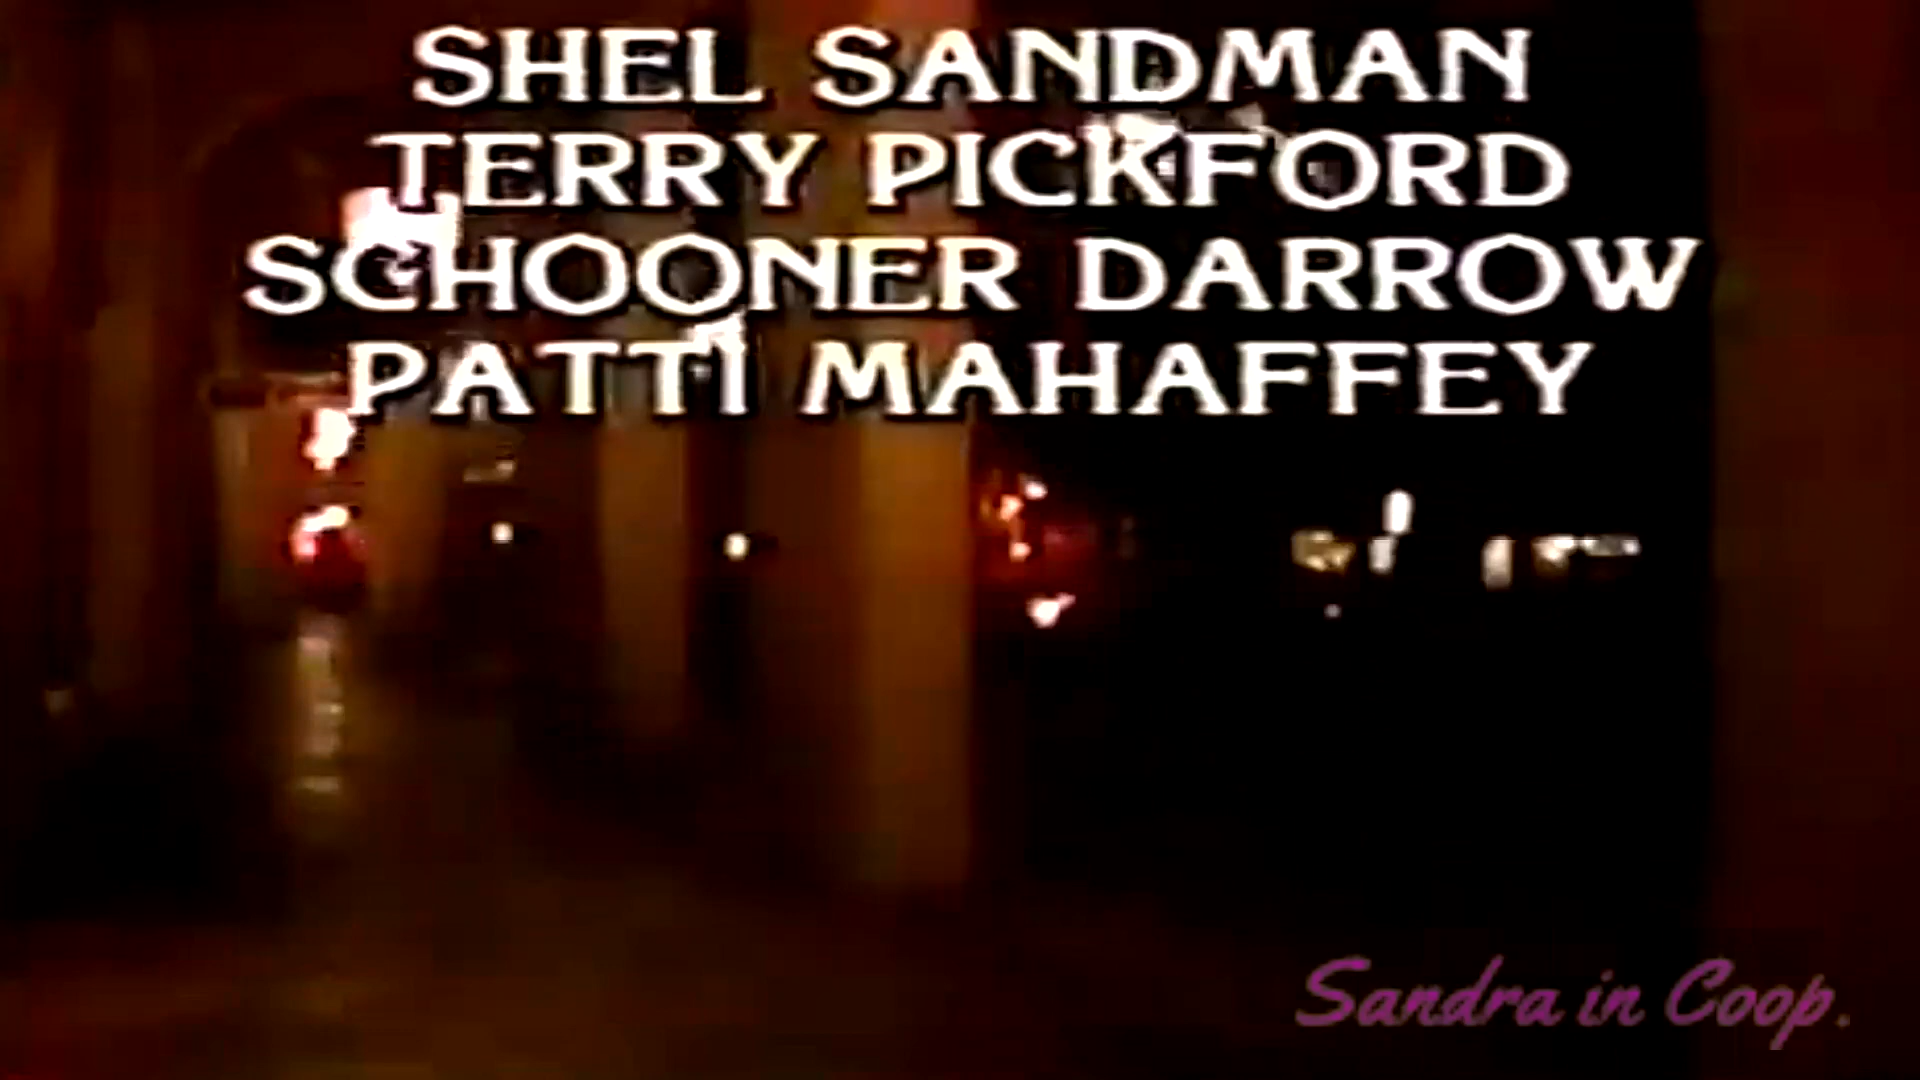 SHEL SANDMAN
TERRY PICKFORD
SCHOONER DARROW
PATTI MAHAFFEY
Sandra in Coop.